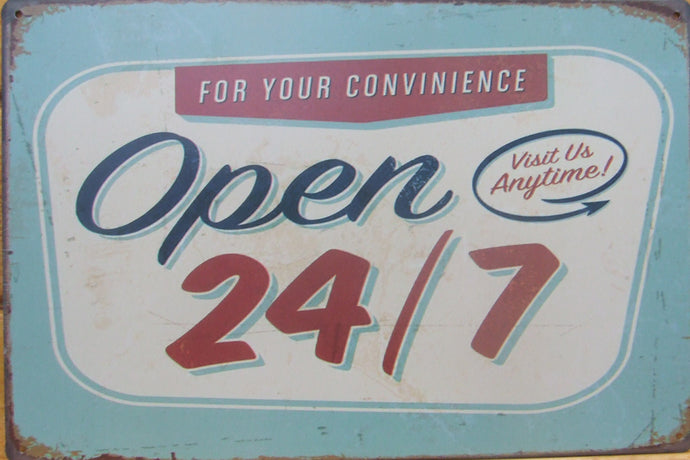 FOR YOUR CONVINIENCE
Open
Visit Us
Anytime!
24/7